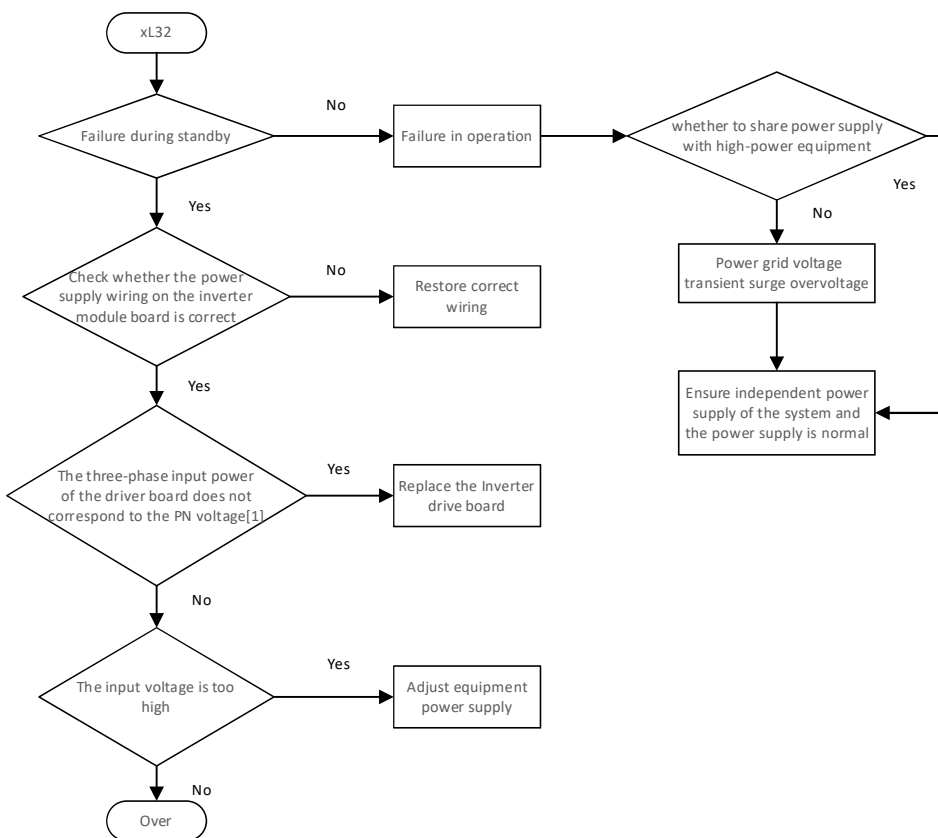 xL32
Failure during standby
No
Failure in operation
whether to share power supply
with high-power equipment
Yes
No
Power grid voltage
transient surge overvoltage
Ensure independent power
supply of the system and
the power supply is normal
Yes
Check whether the power
supply wiring on the inverter
module board is correct
No
Restore correct
wiring
Yes
The three-phase input power
of the driver board does not
correspond to the PN voltage[1]
Yes
Replace the Inverter
drive board
No
The input voltage is too
high
Yes
Adjust equipment
power supply
No
Over